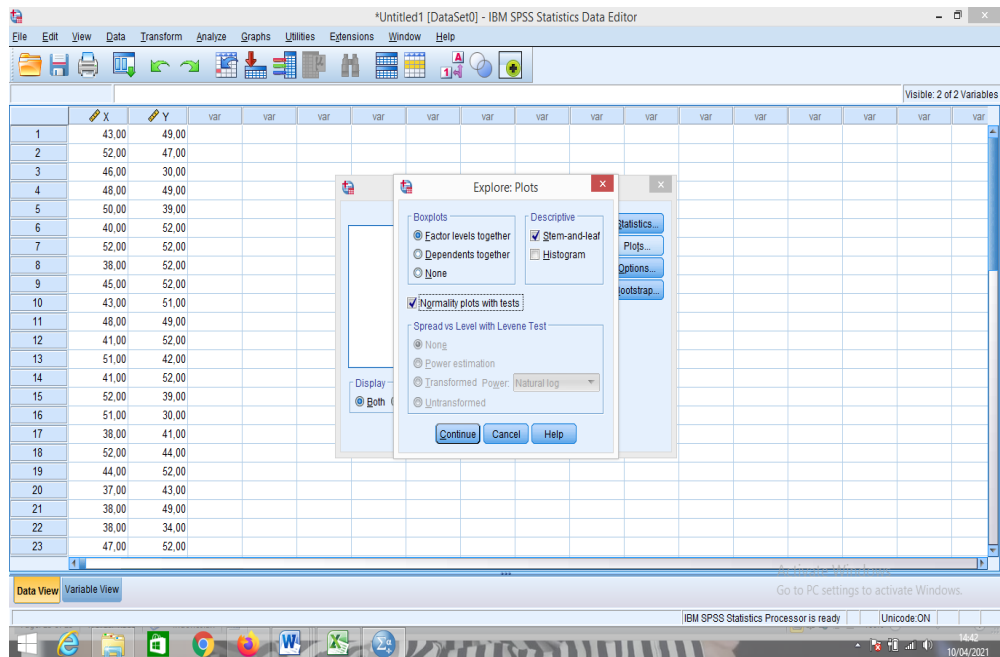 *Untitled1 [DataSet0] - IBM SPSS Statistics Data Editor
File Edit View Data Transform Analyze Graphs Utilities Extensions Window Help
Visible: 2 of 2 Variables
X Y var var var var var var var var var var var var var var var
1 43,00 49,00
2 52,00 47,00
3 46,00 30,00
4 48,00 49,00
5 50,00 39,00
6 40,00 52,00
7 52,00 52,00
8 38,00 52,00
9 45,00 52,00
10 43,00 51,00
11 48,00 49,00
12 41,00 52,00
13 51,00 42,00
14 41,00 52,00
15 52,00 39,00
16 51,00 30,00
17 38,00 41,00
18 52,00 44,00
19 44,00 52,00
20 37,00 43,00
21 38,00 49,00
22 38,00 34,00
23 47,00 52,00
Explore: Plots
Boxplots
Factor levels together
Dependents together
None
Descriptive
Stem-and-leaf
Histogram
Normality plots with tests
Spread vs Level with Levene Test
None
Power estimation
Transformed Power: Natural log
Untransformed
Continue Cancel Help
Statistics...
Plots...
Options...
Bootstrap...
Display
Both
Data View Variable View
Activate Windows
Go to PC settings to activate Windows.
IBM SPSS Statistics Processor is ready Unicode:ON
14:42
10/04/2021